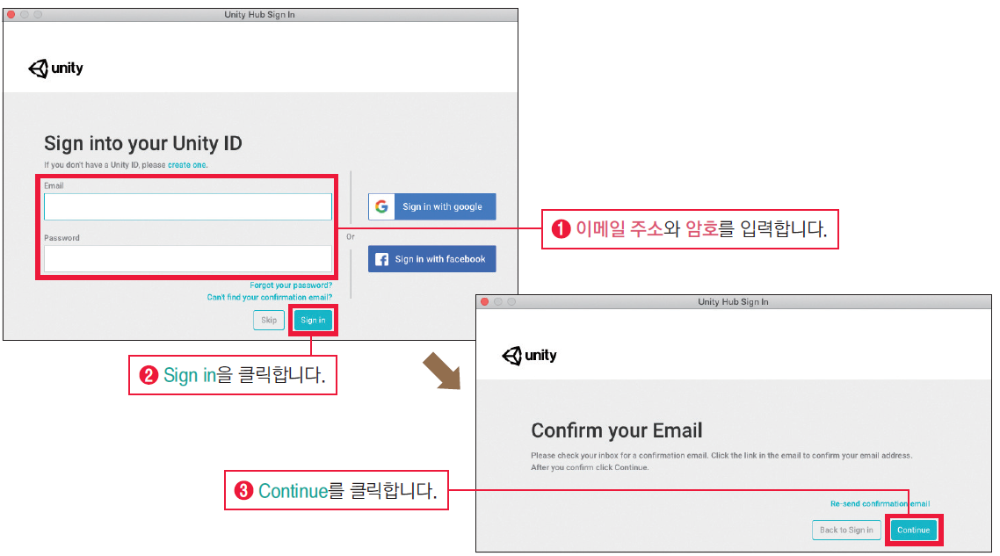 Unity Hub Sign In
unity
Sign into your Unity ID
If you don't have a Unity ID, please create one.
Email
Password
Forgot your password?
Can't find your confirmation email?
Skip
Sign in
Or
Sign in with google
Sign in with facebook
❶ 이메일 주소와 암호를 입력합니다.
❷ Sign in을 클릭합니다.
Unity Hub Sign In
unity
Confirm your Email
Please check your inbox for a confirmation email. Click the link in the email to confirm your email address.
After you confirm click Continue.
Re-send confirmation email
Back to Sign in
Continue
❸ Continue를 클릭합니다.